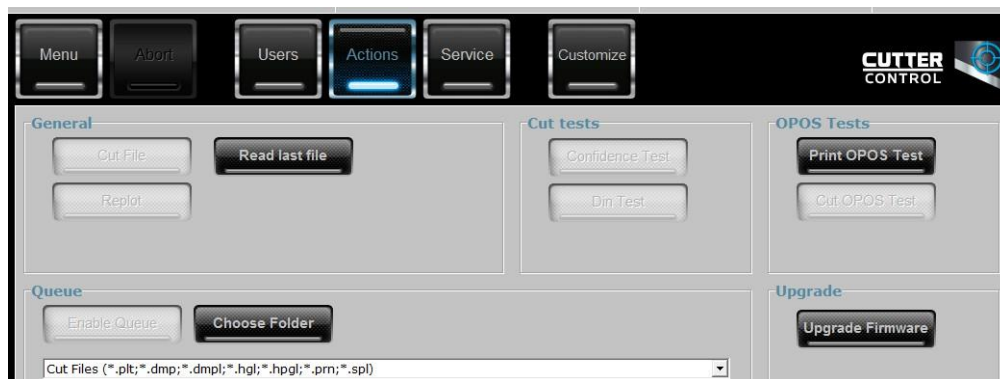 Menu
Abort
Users
Actions
Service
Customize
CUTTER
CONTROL
General
Cut File
Read last file
Replot
Cut tests
Confidence Test
Din Test
OPOS Tests
Print OPOS Test
Cut OPOS Test
Queue
Enable Queue
Choose Folder
Cut Files (*.plt;*.dmp;*.dmpl;*.hgl;*.hpgl;*.prn;*.spl)
Upgrade
Upgrade Firmware